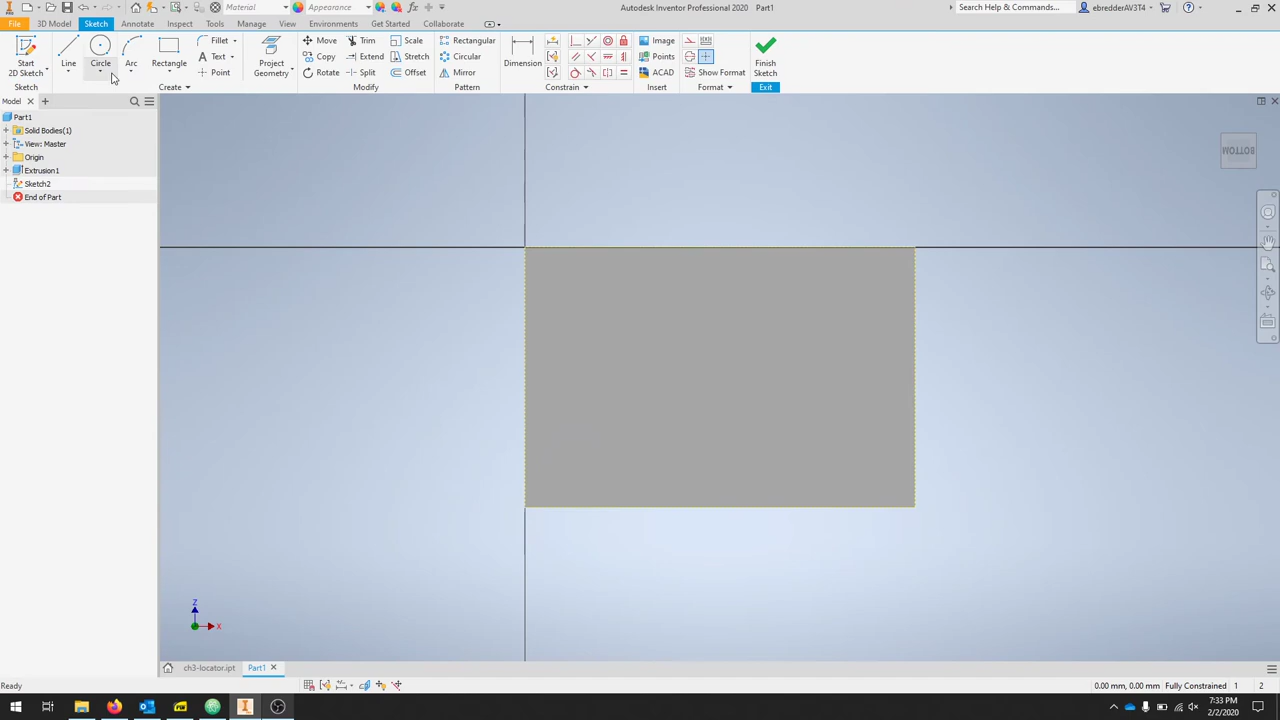 Material
Appearance
Autodesk Inventor Professional 2020 Part1
Search Help & Commands...
ebredderAV3T4
File
3D Model
Sketch
Annotate
Inspect
Tools
Manage
View
Environments
Get Started
Collaborate
Start
2D Sketch
Line
Circle
Arc
Rectangle
Fillet
Text
Point
Project
Geometry
Move
Copy
Rotate
Trim
Extend
Split
Scale
Stretch
Offset
Rectangular
Circular
Mirror
Dimension
Image
Points
ACAD
Show Format
Finish
Sketch
Sketch
Create
Modify
Pattern
Constrain
Insert
Format
Exit
Model
Part1
Solid Bodies(1)
View: Master
Origin
Extrusion1
Sketch2
End of Part
BOTTOM
Z
X
ch3-locator.ipt
Part1
Ready
0.00 mm, 0.00 mm
Fully Constrained
1
2
7:33 PM
2/2/2020